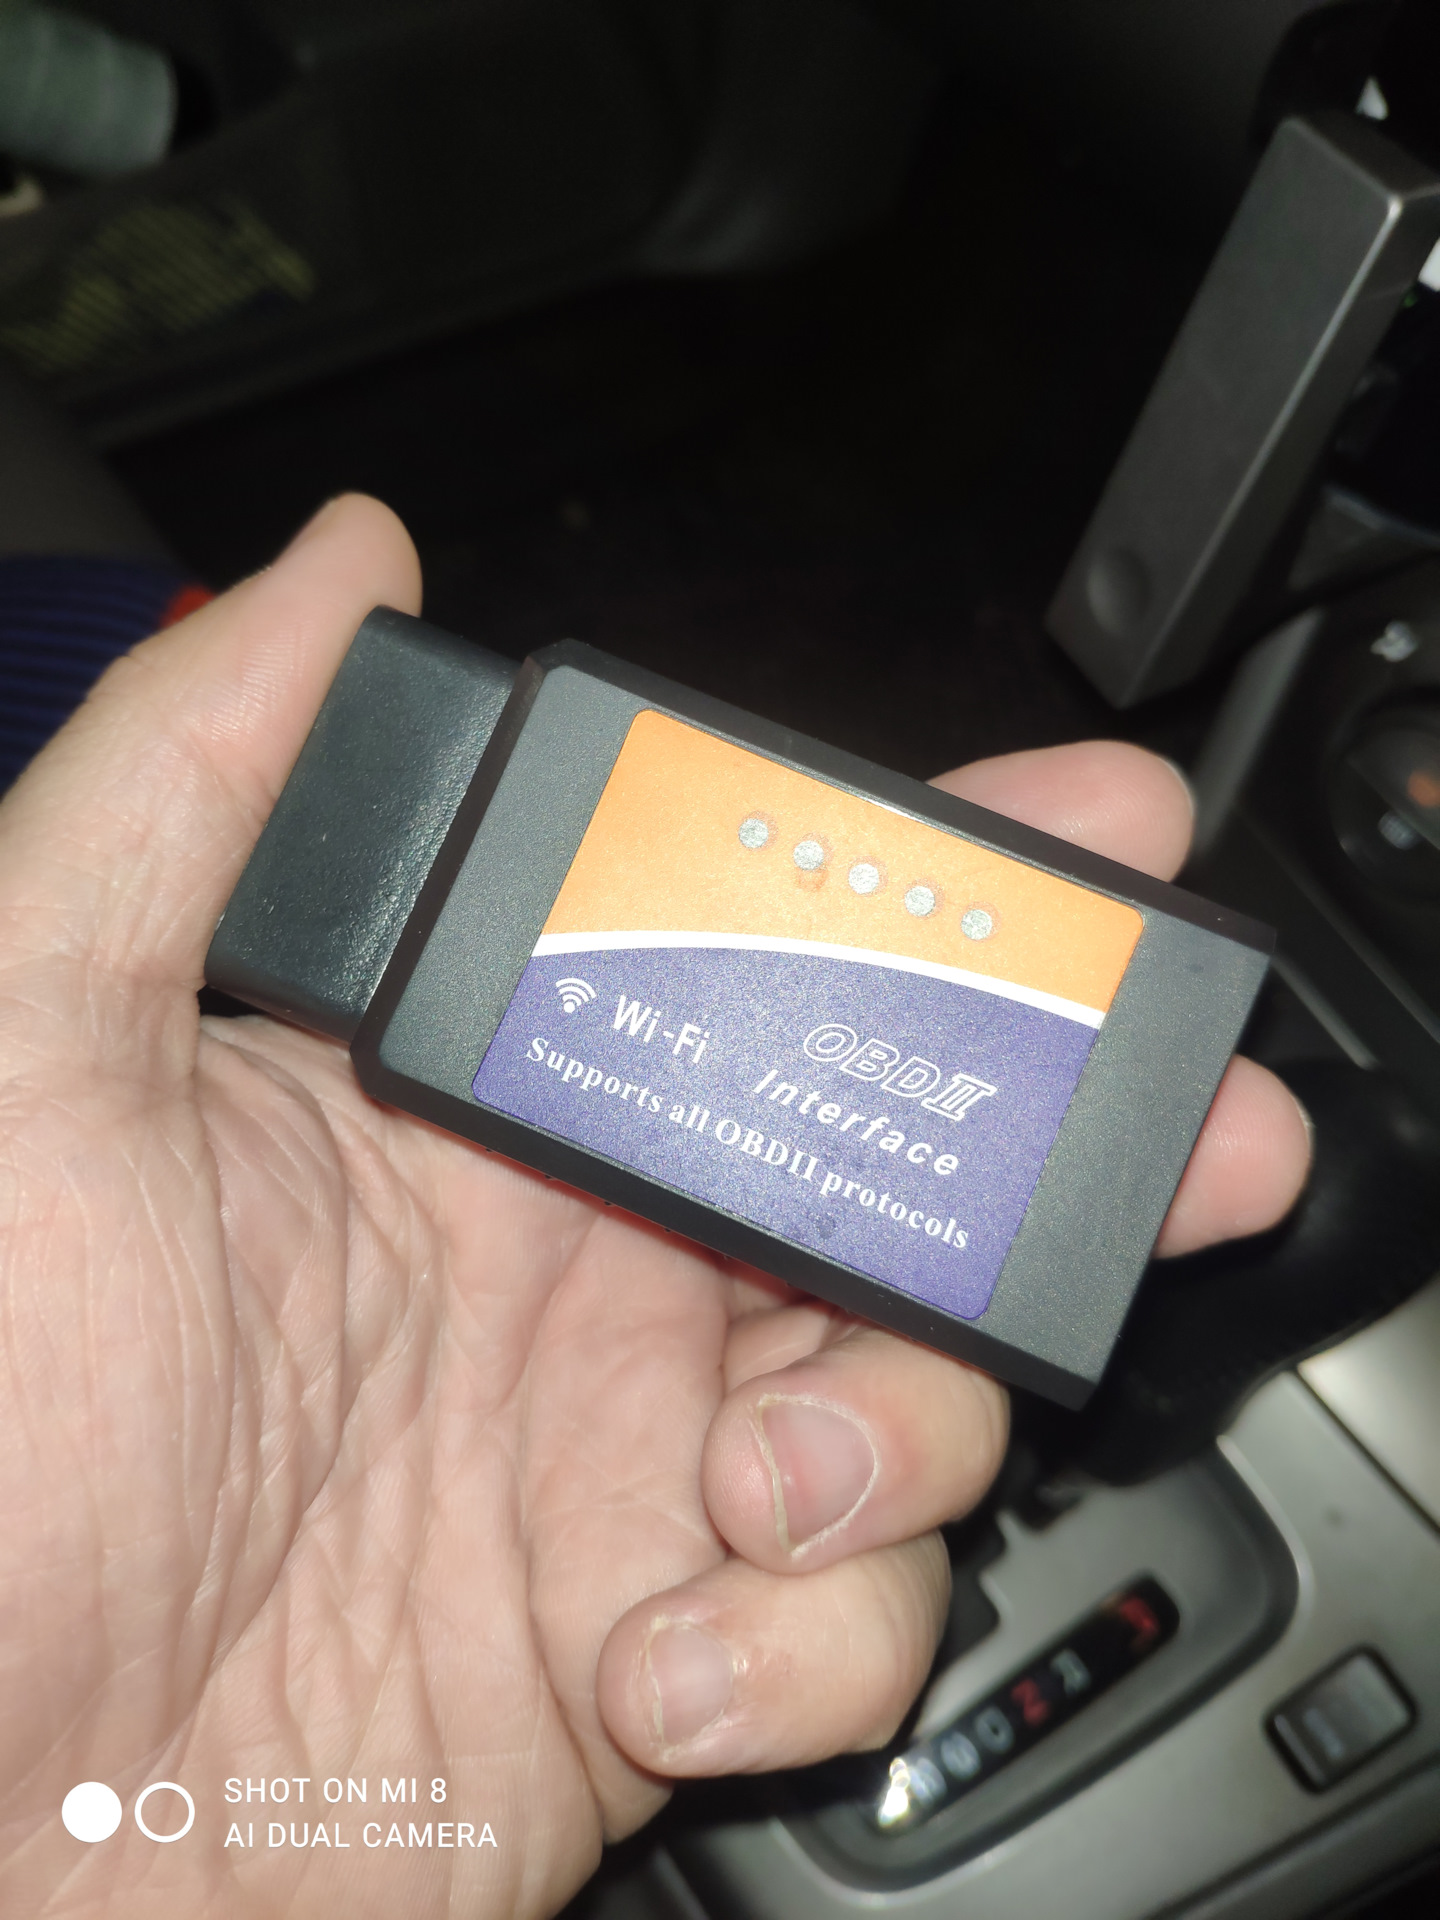 Wi-Fi
OBDII
Interface
Supports all OBDII protocols
R
N
D
SHOT ON MI 8
AI DUAL CAMERA